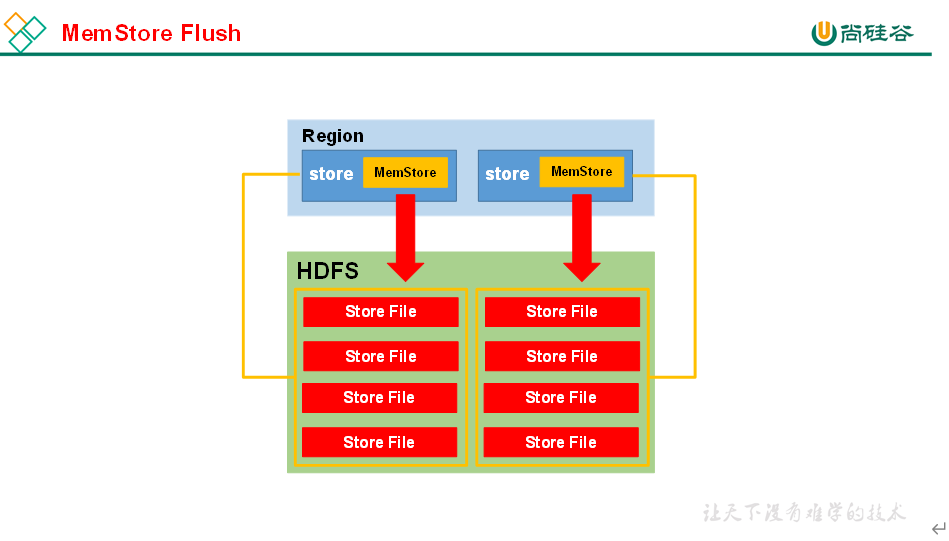 MemStore Flush
尚硅谷
Region
store
MemStore
store
MemStore
HDFS
Store File
Store File
Store File
Store File
Store File
Store File
Store File
Store File
让天下没有难学的技术